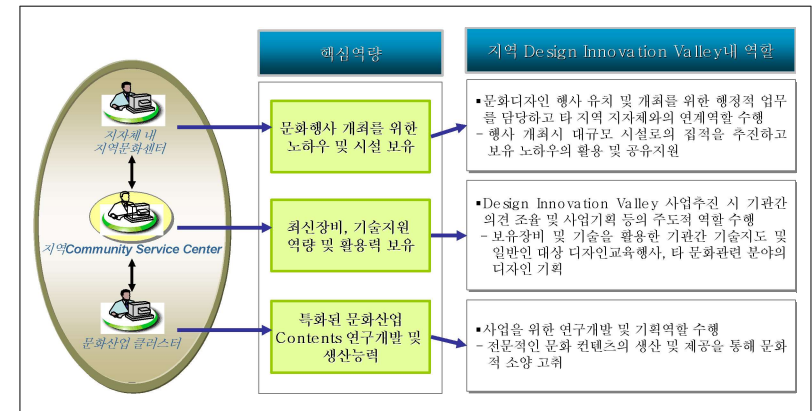 핵심역량
지역 Design Innovation Valley내 역할
지자체 내
지역문화센터
문화행사 개최를 위한
노하우 및 시설 보유
▪문화디자인 행사 유치 및 개최를 위한 행정적 업무
를 담당하고 타 지역 지자체와의 연계역할 수행
- 행사 개최시 대규모 시설로의 집적을 추진하고
보유 노하우의 활용 및 공유지원
지역Community Service Center
최신장비, 기술지원
역량 및 활용력 보유
▪Design Innovation Valley 사업추진 시 기관간
의견 조율 및 사업기획 등의 주도적 역할 수행
- 보유장비 및 기술을 활용한 기관간 기술지도 및
일반인 대상 디자인교육행사, 타 문화관련 분야의
디자인 기획
문화산업 클러스터
특화된 문화산업
Contents 연구개발 및
생산능력
▪사업을 위한 연구개발 및 기획역할 수행
- 전문적인 문화 컨텐츠의 생산 및 제공을 통해 문화
적 소양 고취